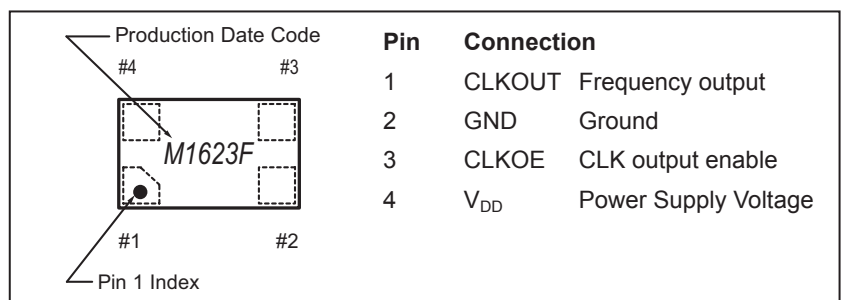 Production Date Code
#4 #3
M1623F
#1 #2
Pin 1 Index
Pin Connection
1 CLKOUT Frequency output
2 GND Ground
3 CLKOE CLK output enable
4 VDD Power Supply Voltage